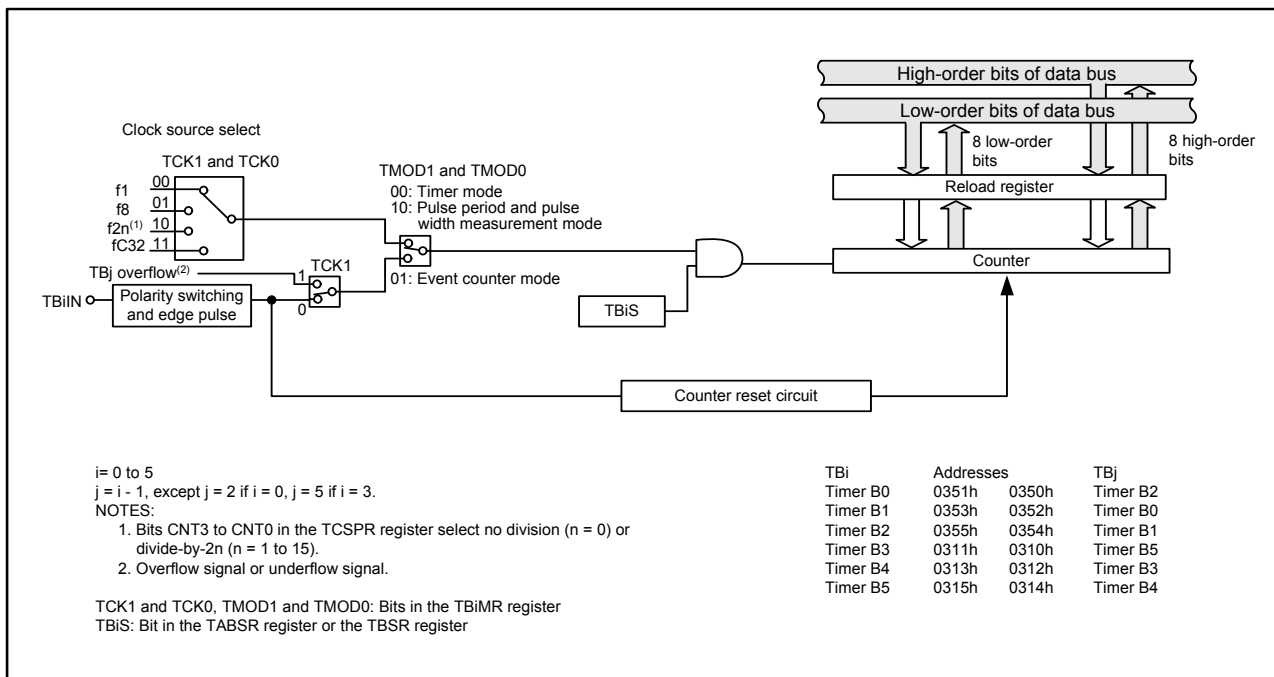 High-order bits of data bus
Low-order bits of data bus
Clock source select
8 low-order
bits
8 high-order
bits
TCK1 and TCK0
TMOD1 and TMOD0
00: Timer mode
10: Pulse period and pulse
width measurement mode
Reload register
f1 00
f8 01
f2n(1) 10
fC32 11
TBj overflow(2)
1
TCK1
0
01: Event counter mode
Counter
TBiIN
Polarity switching
and edge pulse
TBiS
Counter reset circuit
i= 0 to 5
j = i - 1, except j = 2 if i = 0, j = 5 if i = 3.
NOTES:
1. Bits CNT3 to CNT0 in the TCSPR register select no division (n = 0) or
divide-by-2n (n = 1 to 15).
2. Overflow signal or underflow signal.
TCK1 and TCK0, TMOD1 and TMOD0: Bits in the TBiMR register
TBiS: Bit in the TABSR register or the TBSR register
TBi Addresses TBj
Timer B0 0351h 0350h Timer B2
Timer B1 0353h 0352h Timer B0
Timer B2 0355h 0354h Timer B1
Timer B3 0311h 0310h Timer B5
Timer B4 0313h 0312h Timer B3
Timer B5 0315h 0314h Timer B4